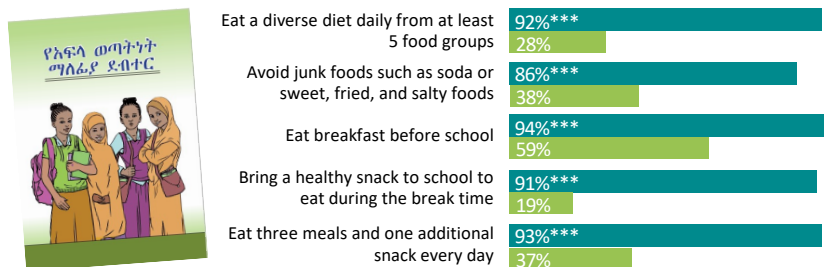 የአፍላ ወጣትነት
ማለፊያ ደብተር
Eat a diverse diet daily from at least
5 food groups
92%***
28%
Avoid junk foods such as soda or
sweet, fried, and salty foods
86%***
38%
Eat breakfast before school
94%***
59%
Bring a healthy snack to school to
eat during the break time
91%***
19%
Eat three meals and one additional
snack every day
93%***
37%